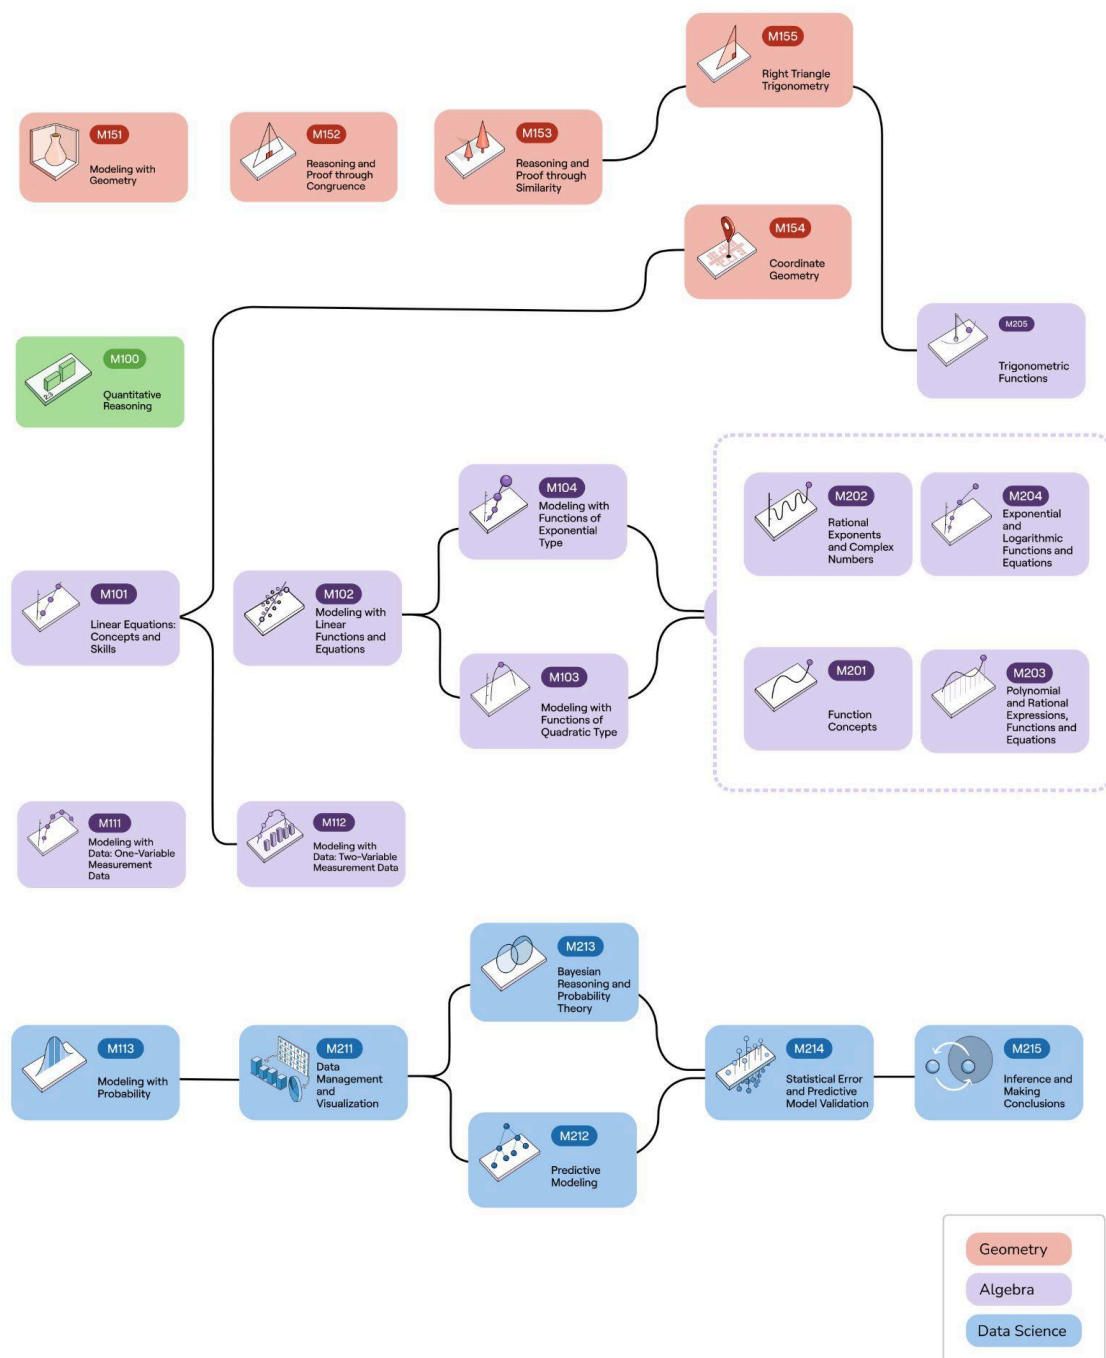 M155
Right Triangle
Trigonometry
M151
Modeling with
Geometry
M152
Reasoning and
Proof through
Congruence
M153
Reasoning and
Proof through
Similarity
M154
Coordinate
Geometry
M205
Trigonometric
Functions
M100
Quantitative
Reasoning
M104
Modeling with
Functions of
Exponential
Type
M202
Rational
Exponents
and Complex
Numbers
M204
Exponential
and
Logarithmic
Functions and
Equations
M101
Linear Equations:
Concepts and
Skills
M102
Modeling with
Linear
Functions and
Equations
M103
Modeling with
Functions of
Quadratic Type
M201
Function
Concepts
M203
Polynomial
and Rational
Expressions,
Functions and
Equations
M111
Modeling with
Data: One-Variable
Measurement
Data
M112
Modeling with
Data: Two-Variable
Measurement Data
M213
Bayesian
Reasoning and
Probability
Theory
M113
Modeling with
Probability
M211
Data
Management
and
Visualization
M214
Statistical Error
and Predictive
Model Validation
M215
Inference and
Making
Conclusions
M212
Predictive
Modeling
Geometry
Algebra
Data Science